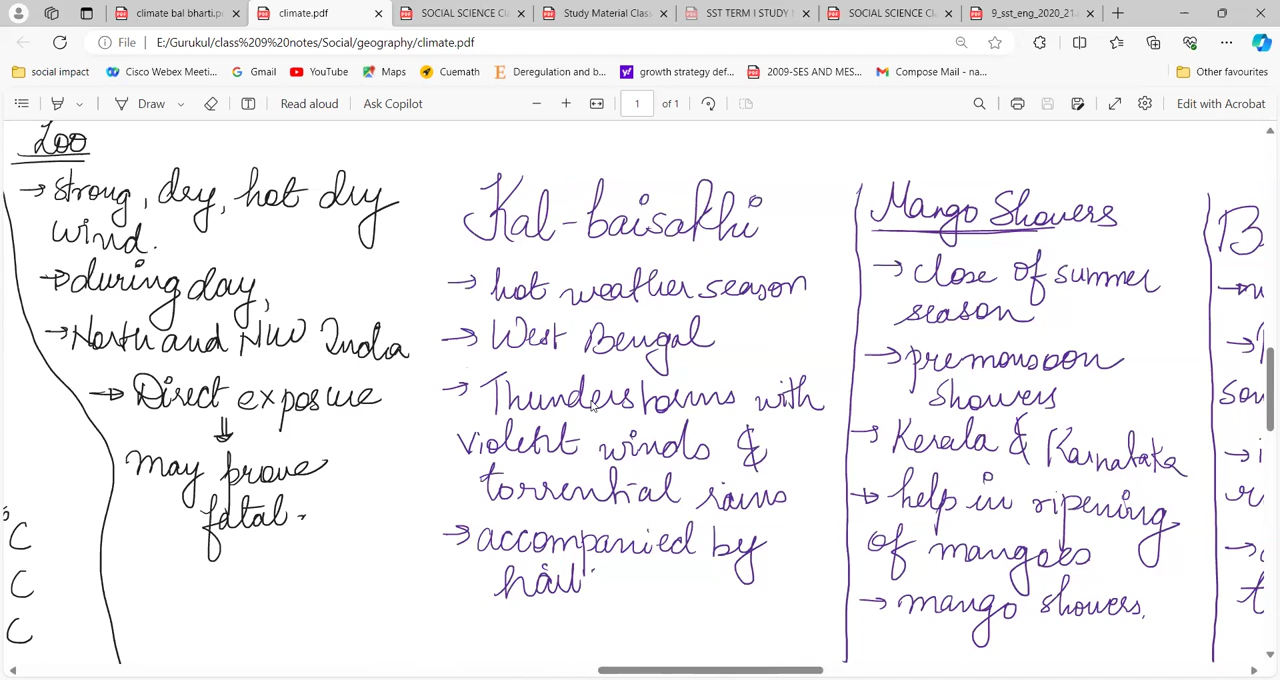 climate bal bharti.p
climate.pdf
SOCIAL SCIENCE Clas
Study Material Class
SST TERM I STUDY M
SOCIAL SCIENCE Clas
9_sst_eng_2020_21.
File
E:/Gurukul/class%209%20notes/Social/geography/climate.pdf
social impact
Cisco Webex Meeti...
Gmail
YouTube
Maps
Cuemath
Deregulation and b...
growth strategy def...
2009-SES AND MES...
Compose Mail - na...
Other favourites
Draw
Read aloud
Ask Copilot
1 of 1
Edit with Acrobat
Loo
→ strong, dry, hot dry
wind.
→ during day,
→ North and NW India
→ Direct exposure
⇓
may prove
fatal.
C
C
C
Kal-baisakhi
→ hot weather season
→ West Bengal
→ Thunderstorms with
violent winds &
torrential rains
→ accompanied by
hail
Mango Showers
→ close of summer
season
→ premonsoon
showers
→ Kerala & Karnataka
→ help in ripening
of mangoes
→ mango showers.
B